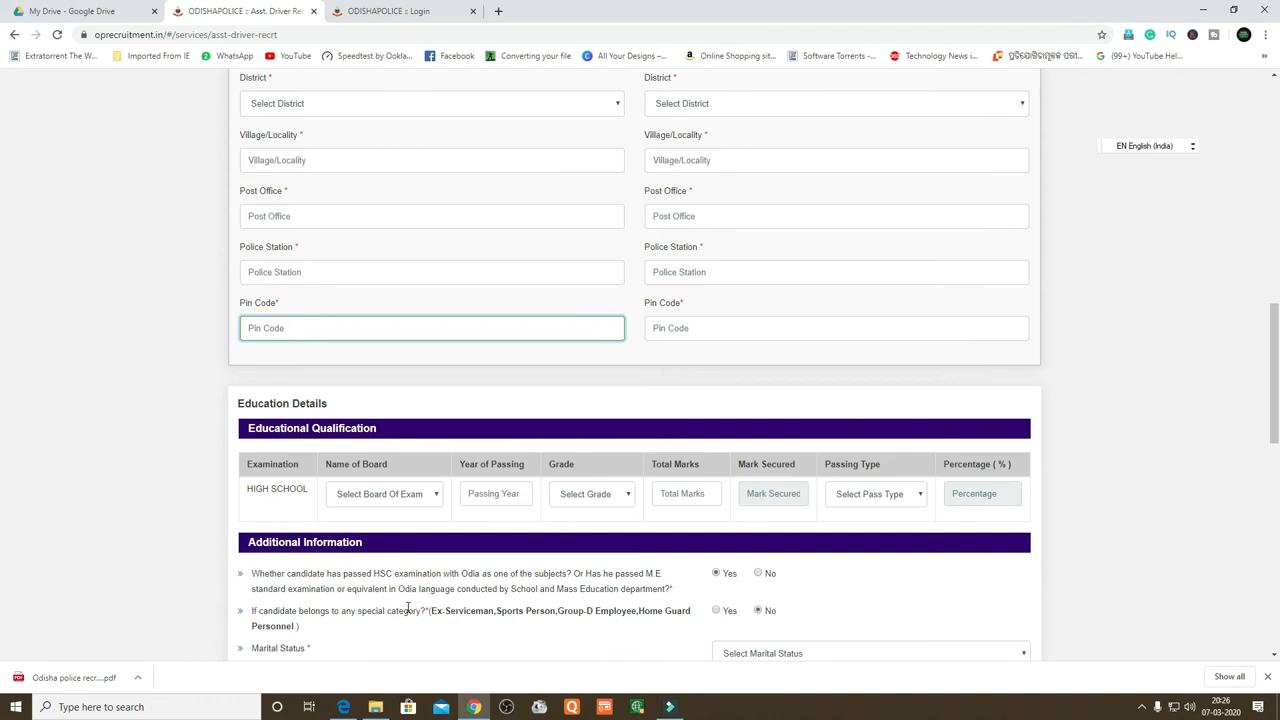 My Drive - Google Drive
ODISHAPOLICE :: Asst. Driver Rec
ODISHAPOLICE :: Login
oprecruitment.in/#/services/asst-driver-recrt
Extratorrent The Wor...
Imported From IE
WhatsApp
YouTube
Speedtest by Ookla...
Facebook
Converting your file
All Your Designs –...
Online Shopping sit...
Software Torrents -...
Technology News i...
(99+) YouTube Hel...
District *
District *
Select District
Select District
Village/Locality *
Village/Locality *
EN English (India)
Village/Locality
Village/Locality
Post Office *
Post Office *
Post Office
Post Office
Police Station *
Police Station *
Police Station
Police Station
Pin Code*
Pin Code*
Pin Code
Pin Code
Education Details
Educational Qualification
Examination Name of Board Year of Passing Grade Total Marks Mark Secured Passing Type Percentage ( % )
HIGH SCHOOL Select Board Of Exam Passing Year Select Grade Total Marks Mark Secured Select Pass Type Percentage
Additional Information
» Whether candidate has passed HSC examination with Odia as one of the subjects? Or Has he passed M.E Yes No
standard examination or equivalent in Odia language conducted by School and Mass Education department?*
» If candidate belongs to any special category?*(Ex-Serviceman,Sports Person,Group-D Employee,Home Guard Yes No
Personnel )
» Marital Status *
Select Marital Status
Odisha police recr....pdf
Show all
Type here to search
20:26
07-03-2020